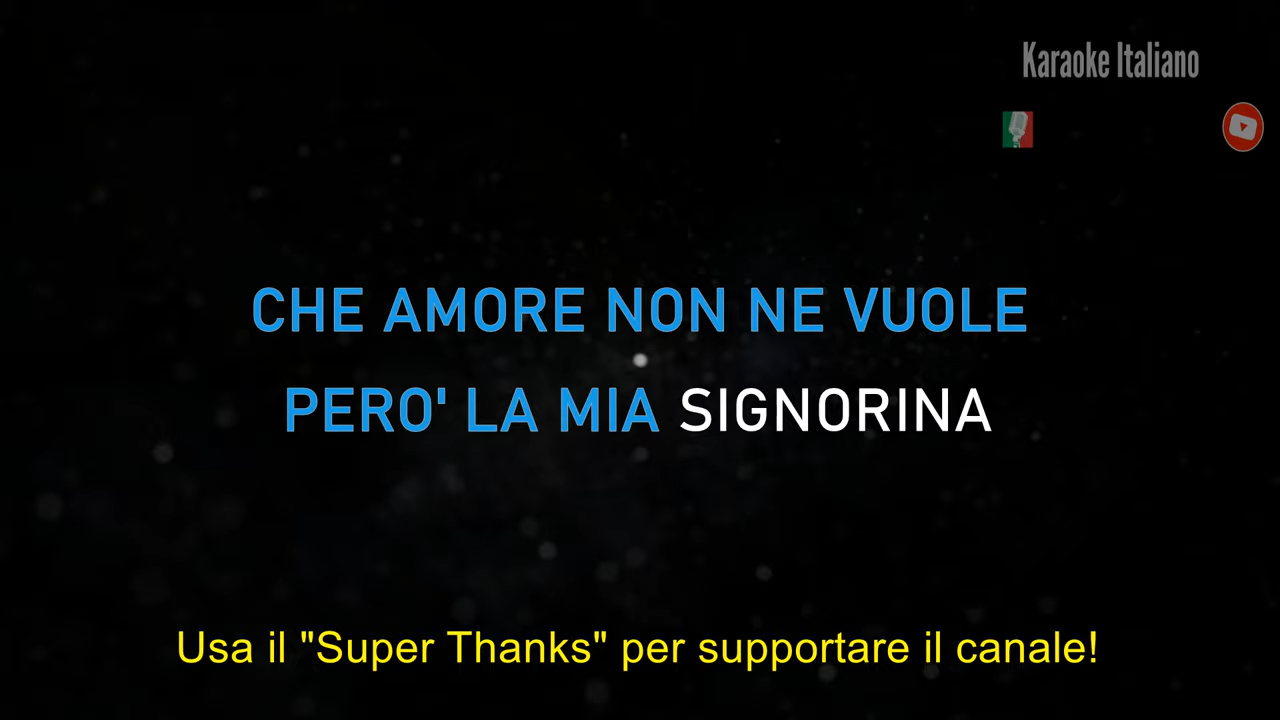 Karaoke Italiano
CHE AMORE NON NE VUOLE
PERO' LA MIA SIGNORINA
Usa il "Super Thanks" per supportare il canale!